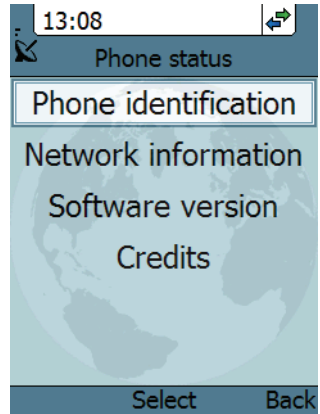 13:08
Phone status
Phone identification
Network information
Software version
Credits
Select Back